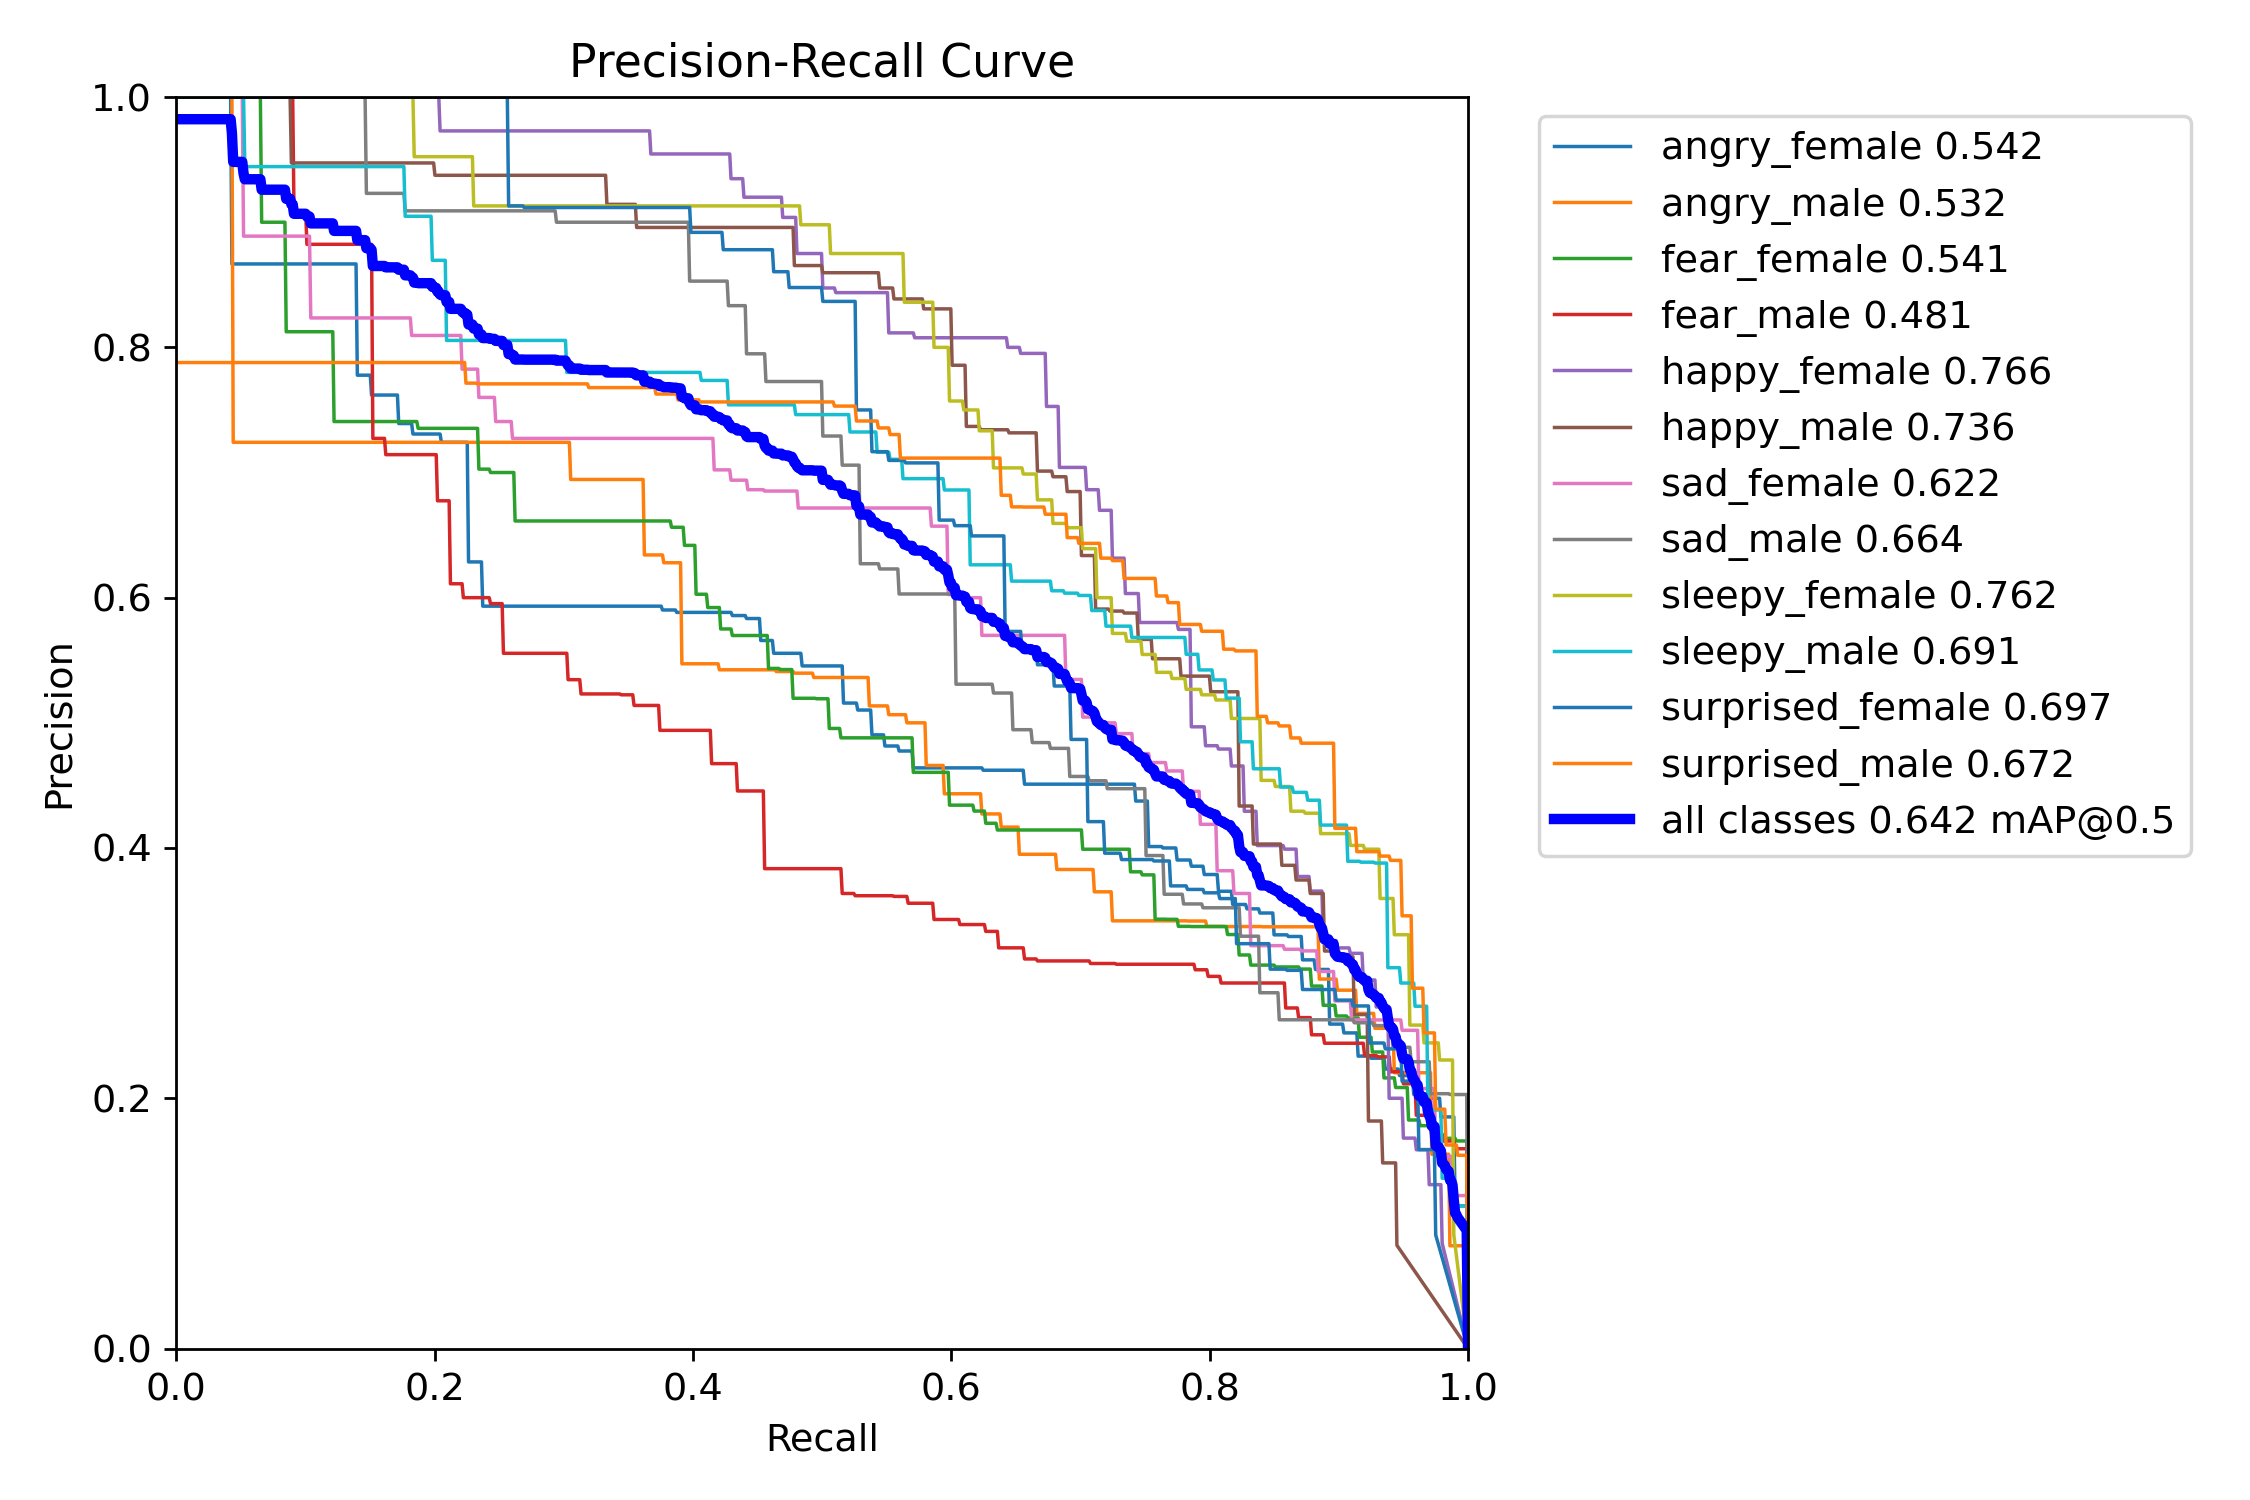 Precision-Recall Curve
1.0
0.8
0.6
0.4
0.2
0.0
Precision
0.0 0.2 0.4 0.6 0.8 1.0
Recall
angry_female 0.542
angry_male 0.532
fear_female 0.541
fear_male 0.481
happy_female 0.766
happy_male 0.736
sad_female 0.622
sad_male 0.664
sleepy_female 0.762
sleepy_male 0.691
surprised_female 0.697
surprised_male 0.672
all classes 0.642 mAP@0.5